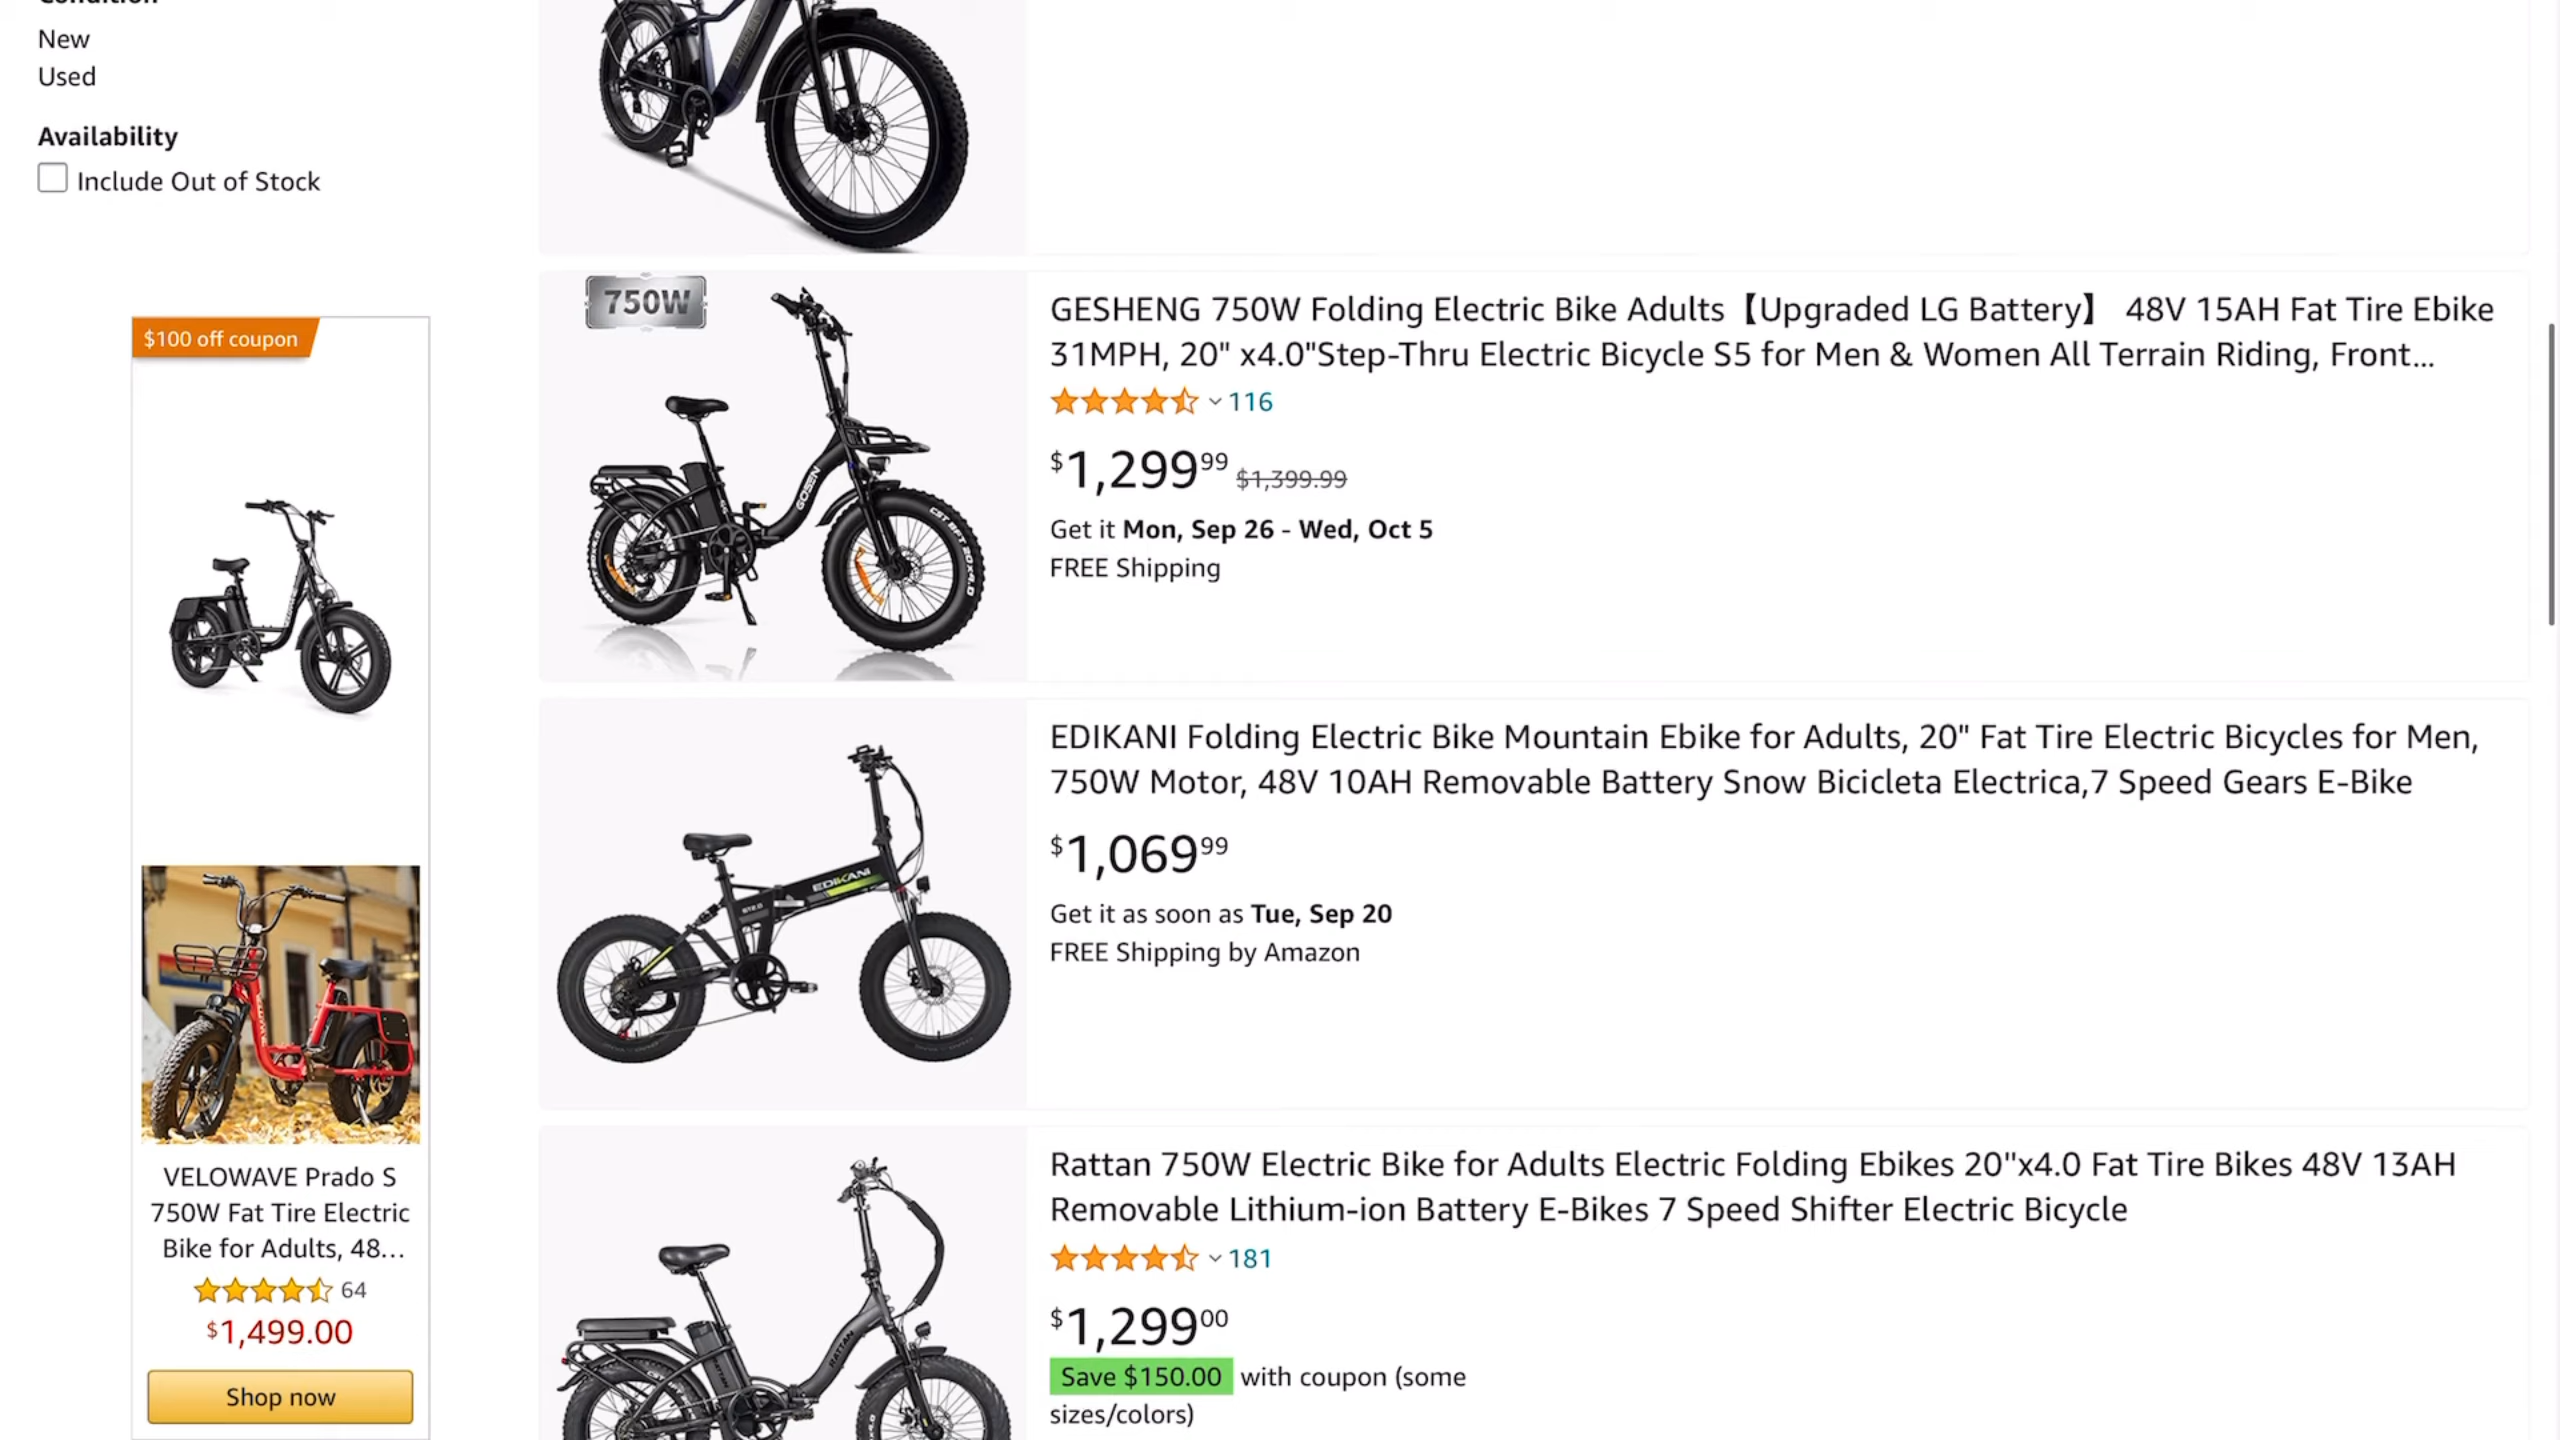 Condition
New
Used
Availability
Include Out of Stock
$100 off coupon
VELOWAVE Prado S
750W Fat Tire Electric
Bike for Adults, 48...
64
$1,499.00
Shop now
750W
GOSEN
CST BFT 20X4.0
GESHENG 750W Folding Electric Bike Adults【Upgraded LG Battery】 48V 15AH Fat Tire Ebike
31MPH, 20" x4.0"Step-Thru Electric Bicycle S5 for Men & Women All Terrain Riding, Front...
116
$1,299.99 $1,399.99
Get it Mon, Sep 26 - Wed, Oct 5
FREE Shipping
EDIKANI
EDIKANI Folding Electric Bike Mountain Ebike for Adults, 20" Fat Tire Electric Bicycles for Men,
750W Motor, 48V 10AH Removable Battery Snow Bicicleta Electrica,7 Speed Gears E-Bike
$1,069.99
Get it as soon as Tue, Sep 20
FREE Shipping by Amazon
RATTAN
Rattan 750W Electric Bike for Adults Electric Folding Ebikes 20"x4.0 Fat Tire Bikes 48V 13AH
Removable Lithium-ion Battery E-Bikes 7 Speed Shifter Electric Bicycle
181
$1,299.00
Save $150.00 with coupon (some
sizes/colors)